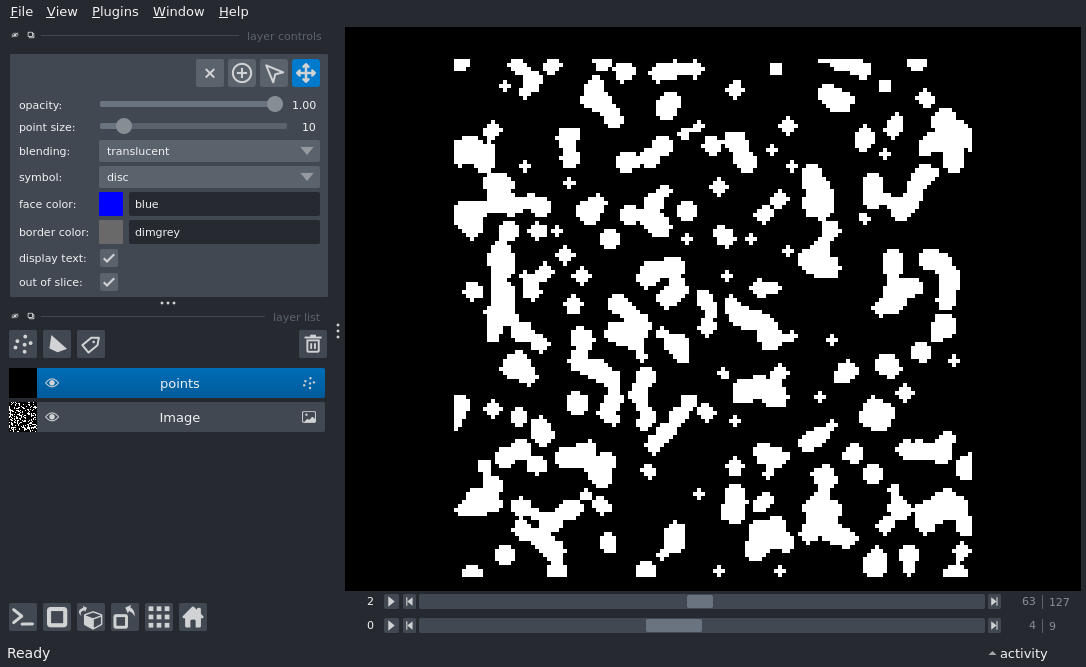 File View Plugins Window Help
layer controls
opacity: 1.00
point size: 10
blending: translucent
symbol: disc
face color: blue
border color: dimgrey
display text:
out of slice:
layer list
points
Image
2 63 127
0 4 9
Ready activity